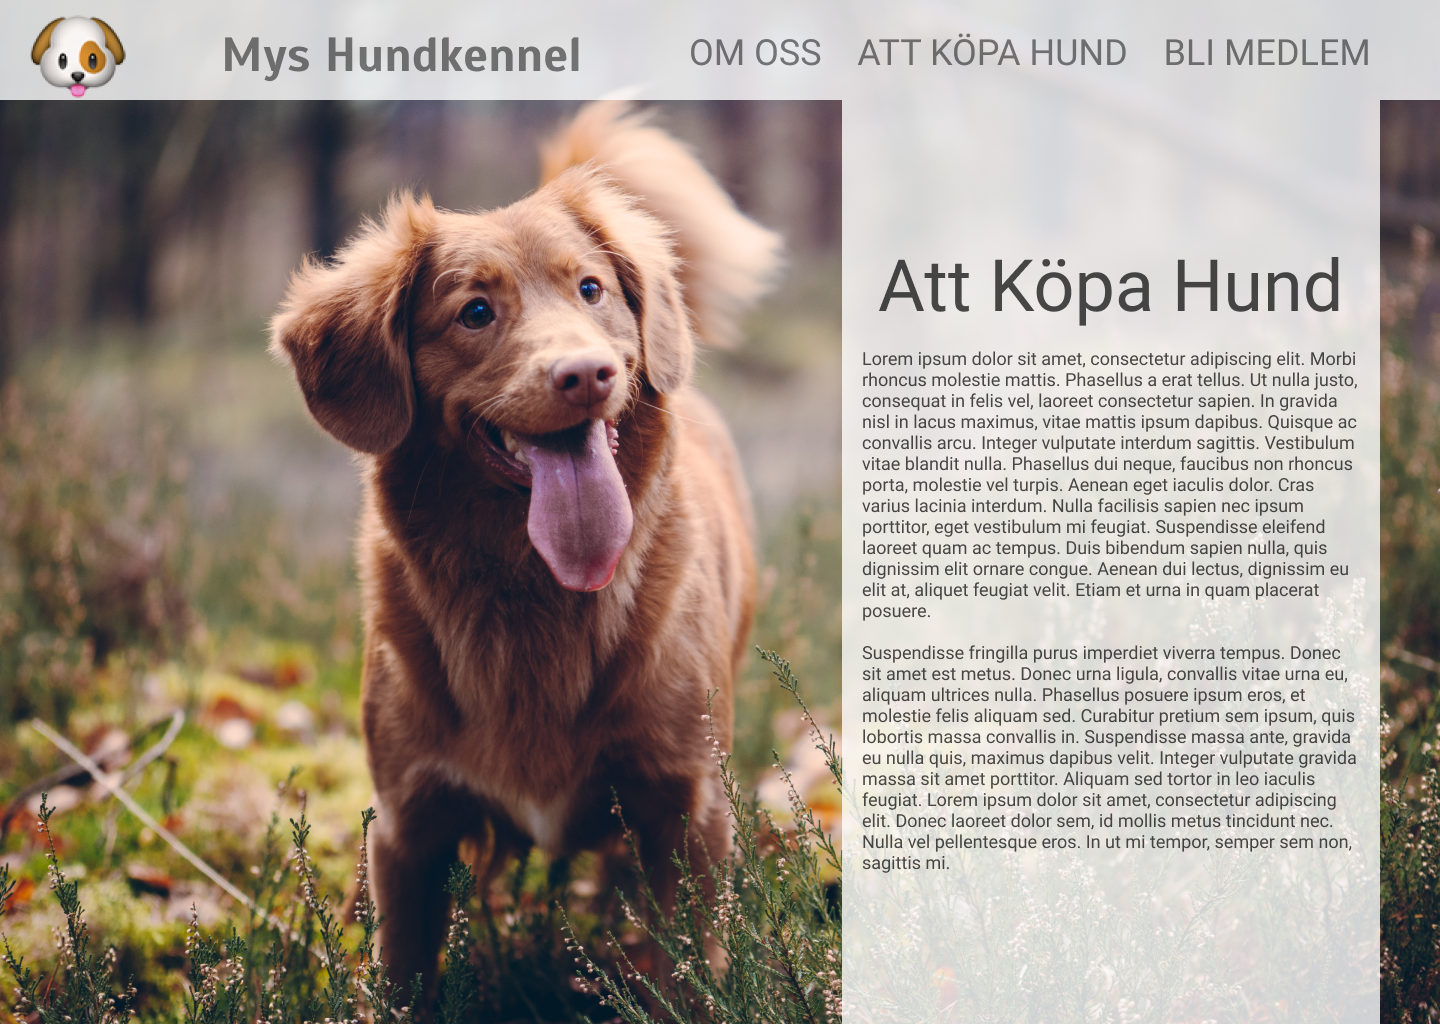 Mys Hundkennel
OM OSS ATT KÖPA HUND BLI MEDLEM
Att Köpa Hund
Lorem ipsum dolor sit amet, consectetur adipiscing elit. Morbi
rhoncus molestie mattis. Phasellus a erat tellus. Ut nulla justo,
consequat in felis vel, laoreet consectetur sapien. In gravida
nisl in lacus maximus, vitae mattis ipsum dapibus. Quisque ac
convallis arcu. Integer vulputate interdum sagittis. Vestibulum
vitae blandit nulla. Phasellus dui neque, faucibus non rhoncus
porta, molestie vel turpis. Aenean eget iaculis dolor. Cras
varius lacinia interdum. Nulla facilisis sapien nec ipsum
porttitor, eget vestibulum mi feugiat. Suspendisse eleifend
laoreet quam ac tempus. Duis bibendum sapien nulla, quis
dignissim elit ornare congue. Aenean dui lectus, dignissim eu
elit at, aliquet feugiat velit. Etiam et urna in quam placerat
posuere.
Suspendisse fringilla purus imperdiet viverra tempus. Donec
sit amet est metus. Donec urna ligula, convallis vitae urna eu,
aliquam ultrices nulla. Phasellus posuere ipsum eros, et
molestie felis aliquam sed. Curabitur pretium sem ipsum, quis
lobortis massa convallis in. Suspendisse massa ante, gravida
eu nulla quis, maximus dapibus velit. Integer vulputate gravida
massa sit amet porttitor. Aliquam sed tortor in leo iaculis
feugiat. Lorem ipsum dolor sit amet, consectetur adipiscing
elit. Donec laoreet dolor sem, id mollis metus tincidunt nec.
Nulla vel pellentesque eros. In ut mi tempor, semper sem non,
sagittis mi.